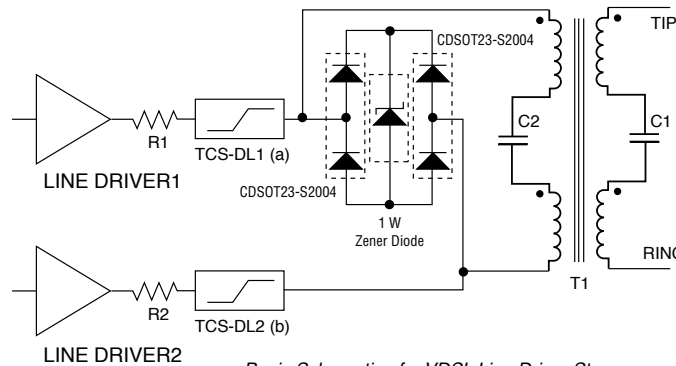 CDSOT23-S2004
TIP
C2
C1
R1
TCS-DL1 (a)
LINE DRIVER1
CDSOT23-S2004
1 W
Zener Diode
T1
RING
R2
TCS-DL2 (b)
LINE DRIVER2